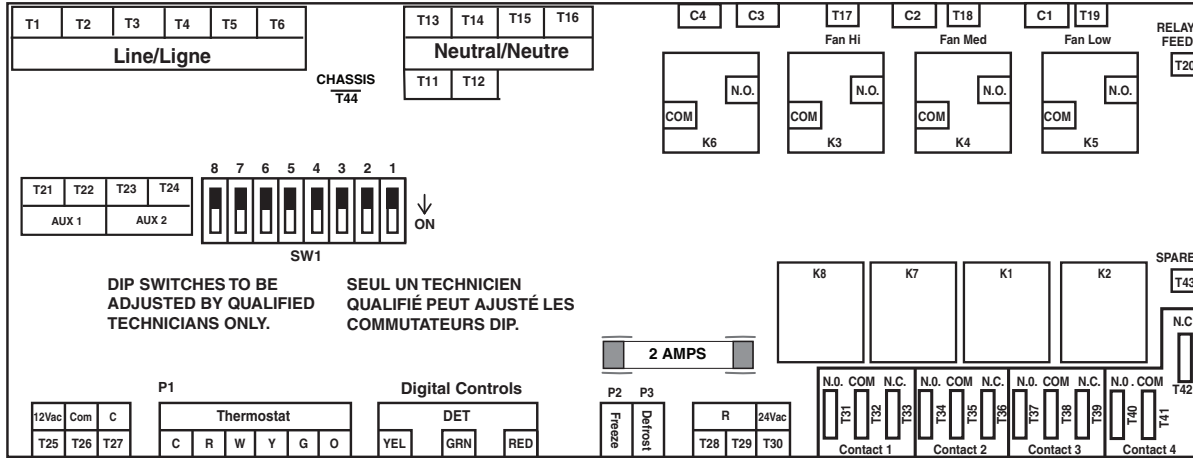 T1 T2 T3 T4 T5 T6
Line/Ligne
CHASSIS
T44
T13 T14 T15 T16
Neutral/Neutre
T11 T12
C4 C3 T17 C2 T18 C1 T19
Fan Hi Fan Med Fan Low
RELAY
FEED
T20
N.O. N.O. N.O. N.O.
COM COM COM COM
K6 K3 K4 K5
8 7 6 5 4 3 2 1
T21 T22 T23 T24
AUX 1 AUX 2
ON
SW1
DIP SWITCHES TO BE
ADJUSTED BY QUALIFIED
TECHNICIANS ONLY.
SEUL UN TECHNICIEN
QUALIFIÉ PEUT AJUSTÉ LES
COMMUTATEURS DIP.
K8 K7 K1 K2
SPARE
T43
N.C.
T42
2 AMPS
P1
Digital Controls
P2 P3
12Vac Com C
T25 T26 T27
Thermostat
C R W Y G O
DET
YEL GRN RED
Freeze
Defrost
R 24Vac
T28 T29 T30
N.O. COM N.C. N.O. COM N.C. N.O. COM N.C. N.O. COM
T31 T32 T33 T34 T35 T36 T37 T38 T39 T40 T41
Contact 1 Contact 2 Contact 3 Contact 4